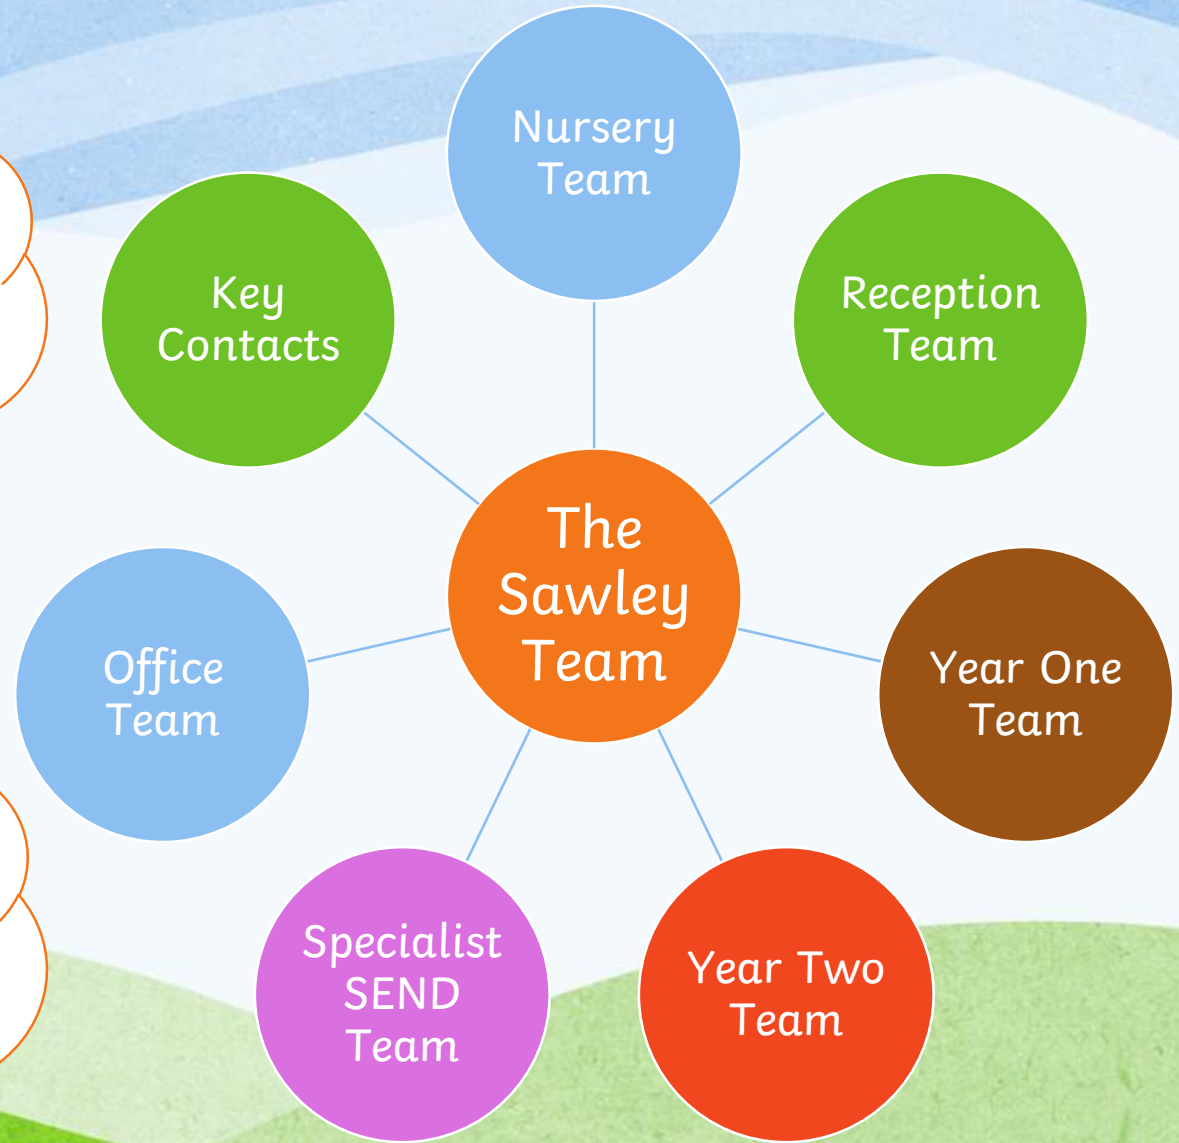 Nursery
Team
Key
Contacts
Reception
Team
The
Sawley
Team
Office
Team
Year One
Team
Specialist
SEND
Team
Year Two
Team